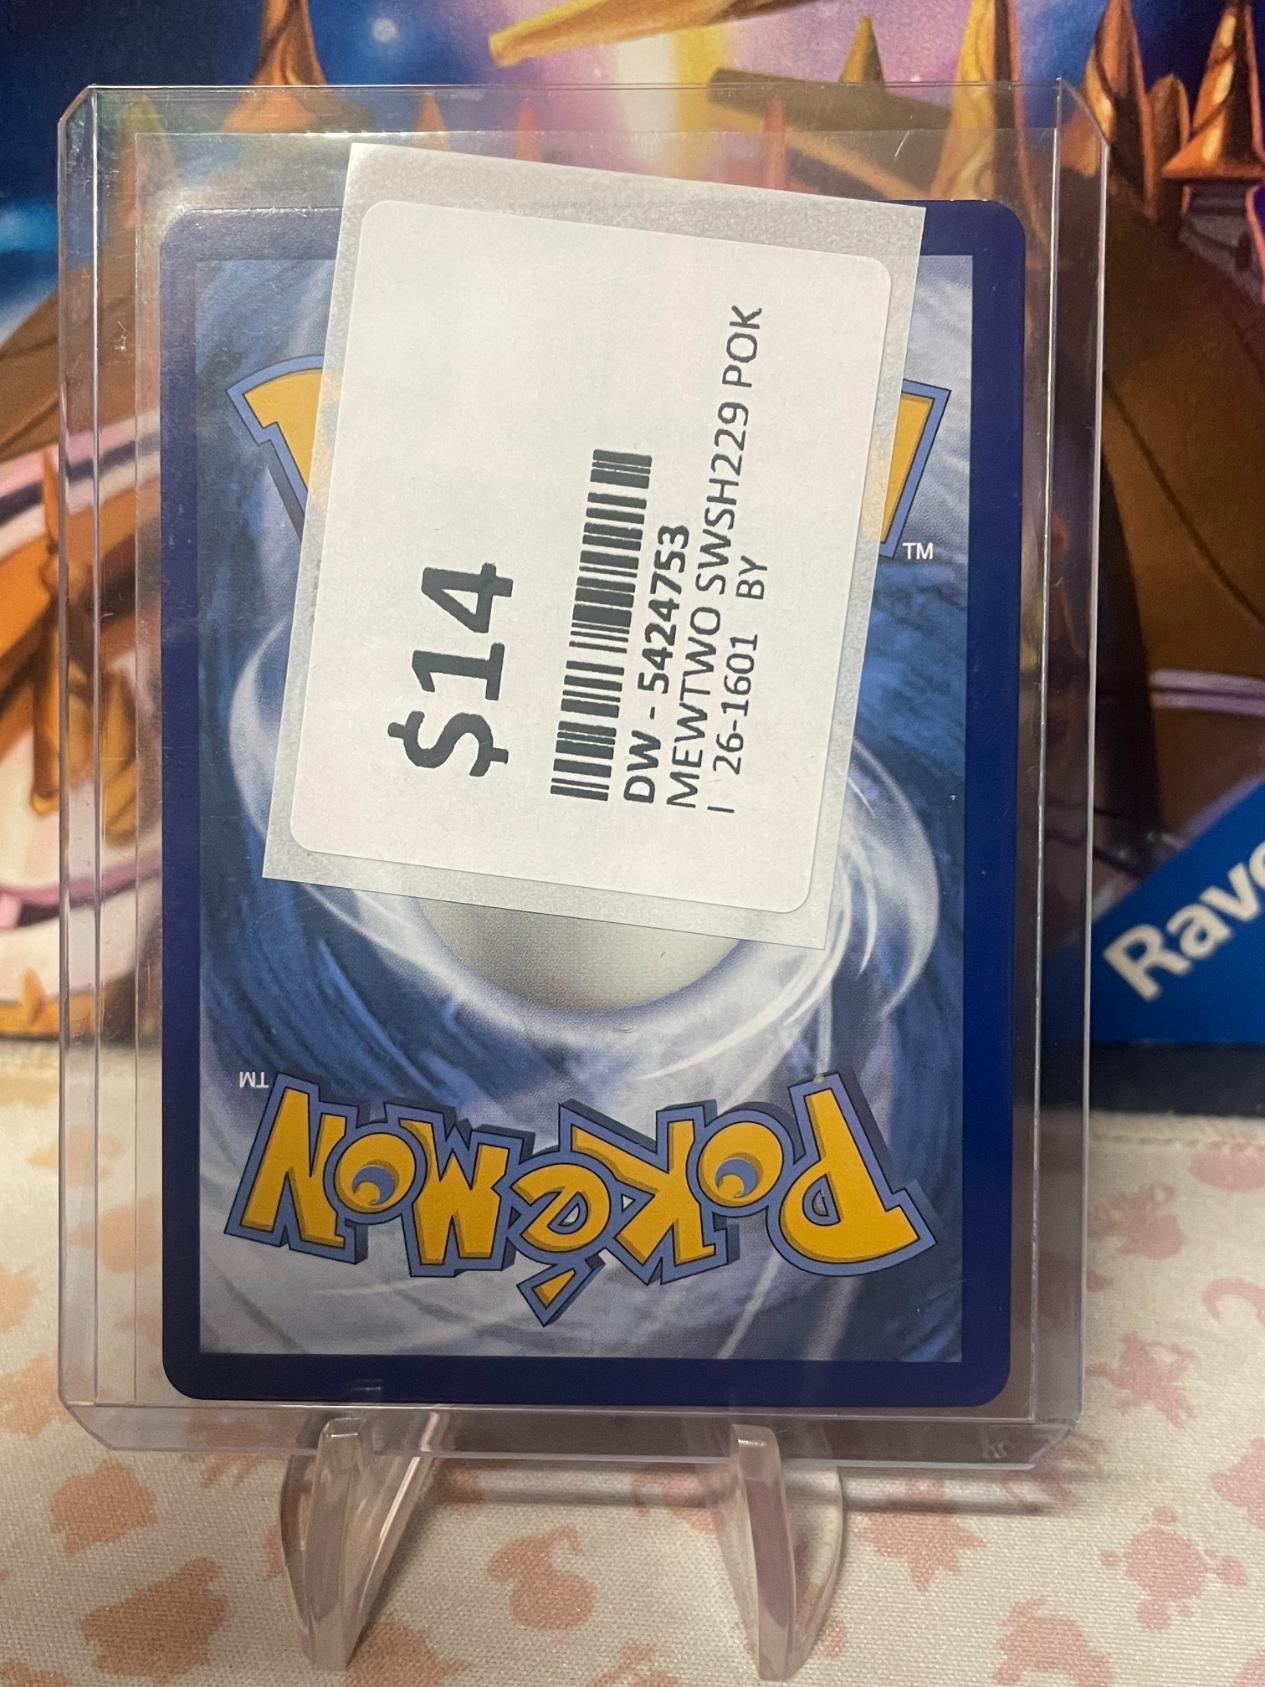 $14
DW - 5424753
MEWTWO SWSH229 POK
I 26-1601 BY
TM
TM
POKéMON
Rave